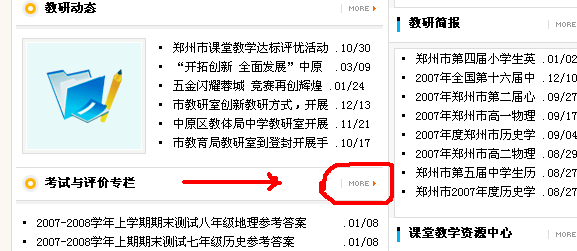 教研动态
MORE
郑州市课堂教学达标评优活动 .10/30
“开拓创新 全面发展”中原 .03/09
五金闪耀蓉城 竞赛再创辉煌 .01/24
市教研室创新教研方式，开展 .12/13
中原区教体局中学教研室开展 .11/21
市教育局教研室到登封开展手 .10/17
考试与评价专栏
MORE
2007-2008学年上学期期末测试八年级地理参考答案 .01/08
2007-2008学年上学期期末测试七年级历史参考答案 .01/08
教研简报
MORE
郑州市第四届小学生英 .01/02
2007年全国第十六届中 .12/10
2007年郑州市第二届心 .09/27
2007年郑州市高一物理 .09/17
2007年度郑州市历史学 .09/04
2007年郑州市高二物理 .08/29
郑州市第五届中学生历 .08/27
郑州市2007年度历史学 .08/27
课堂教学资源中心
MORE